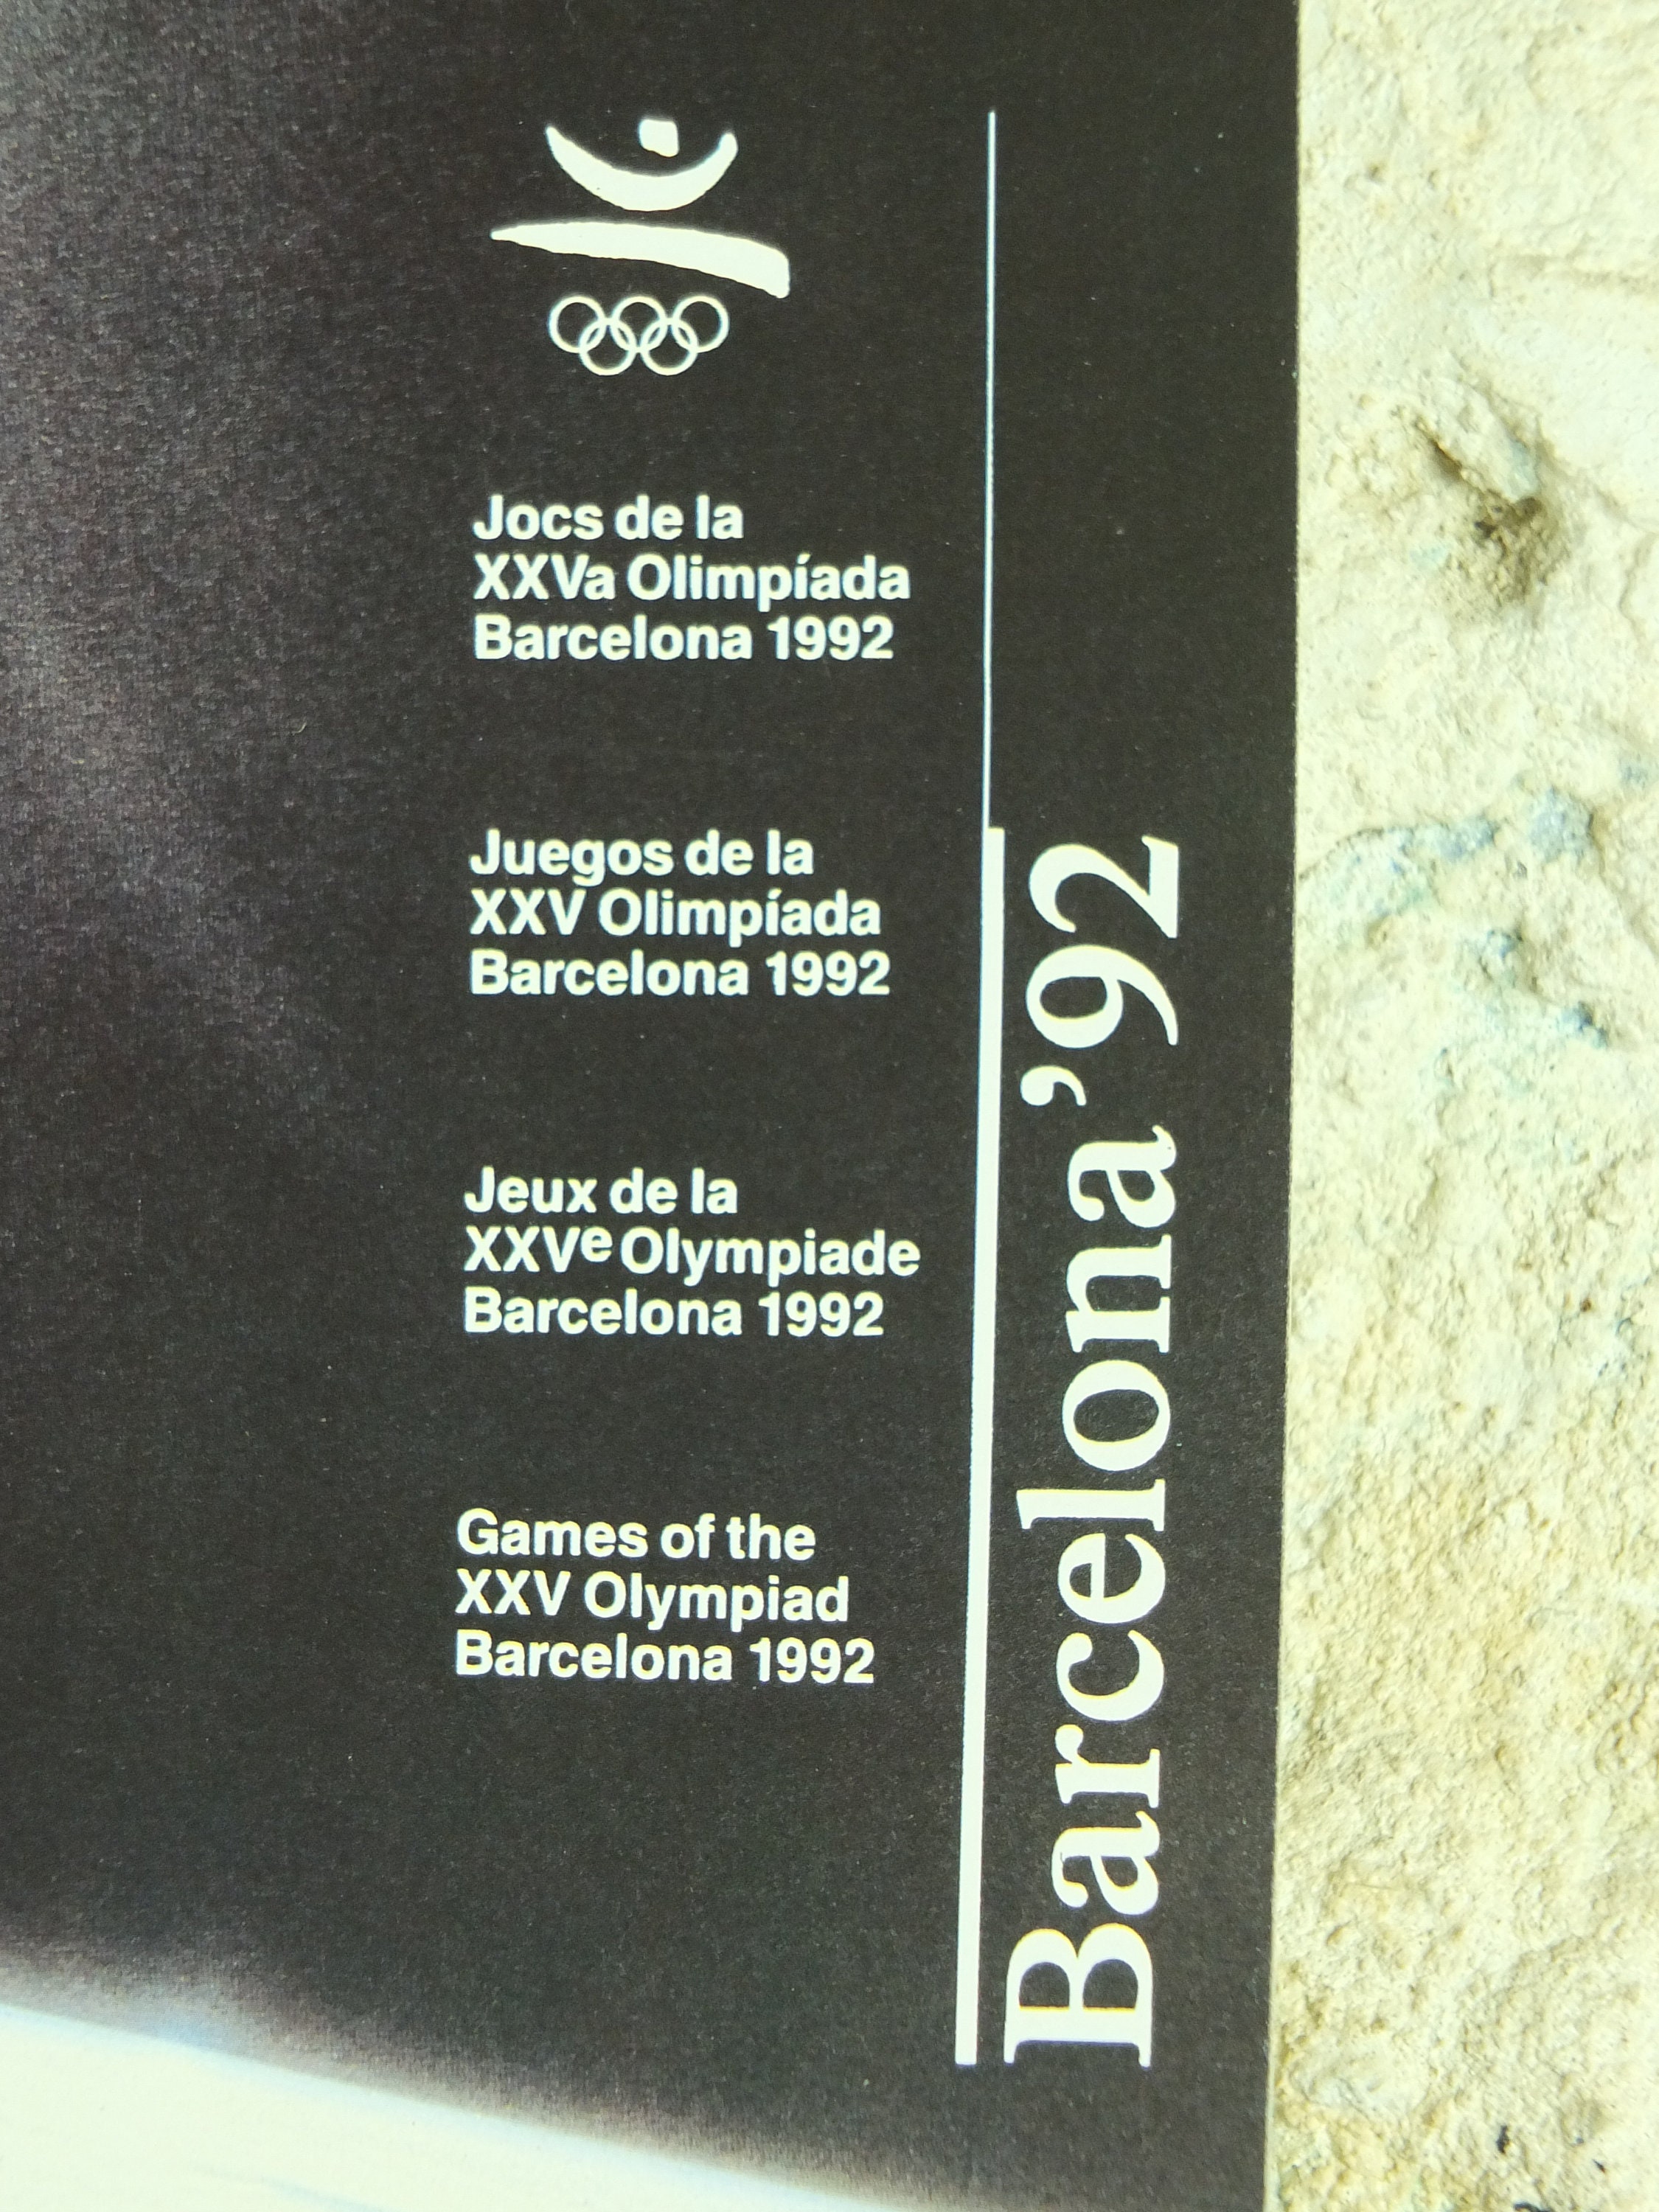 Jocs de la
XXVa Olimpíada
Barcelona 1992
Juegos de la
XXV Olimpíada
Barcelona 1992
Jeux de la
XXVe Olympiade
Barcelona 1992
Games of the
XXV Olympiad
Barcelona 1992
Barcelona '92